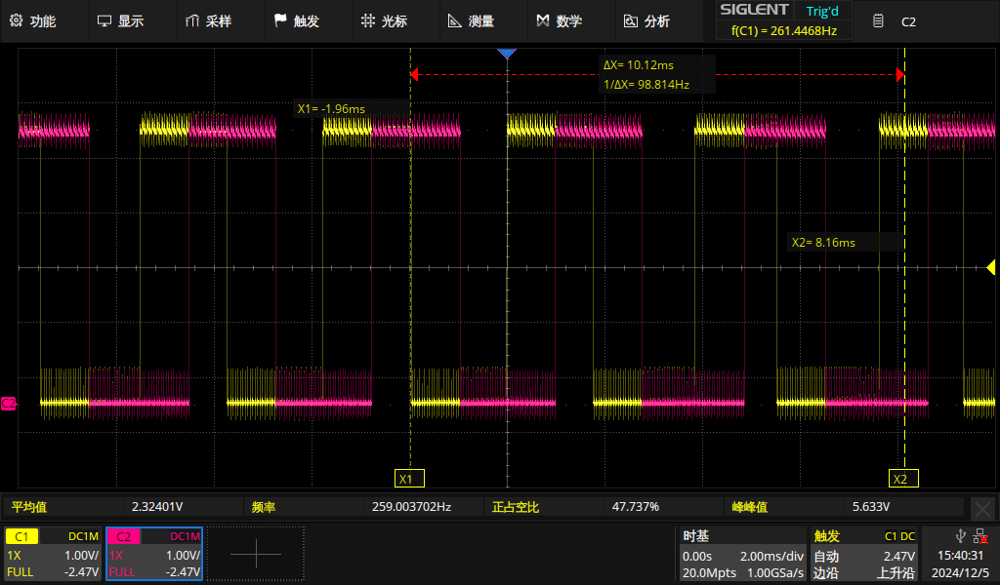 功能 显示 采样 触发 光标 测量 数学 分析 SIGLENT Trig'd C2
f(C1) = 261.4468Hz
ΔX= 10.12ms
1/ΔX= 98.814Hz
X1= -1.96ms
X2= 8.16ms
C2
X1 X2
平均值 2.32401V 频率 259.003702Hz 正占空比 47.737% 峰峰值 5.633V
C1 DC1M C2 DC1M 时基 触发 C1 DC
1X 1.00V/ 1X 1.00V/ 0.00s 2.00ms/div 自动 2.47V 15:40:31
FULL -2.47V FULL -2.47V 20.0Mpts 1.00GSa/s 边沿 上升沿 2024/12/5